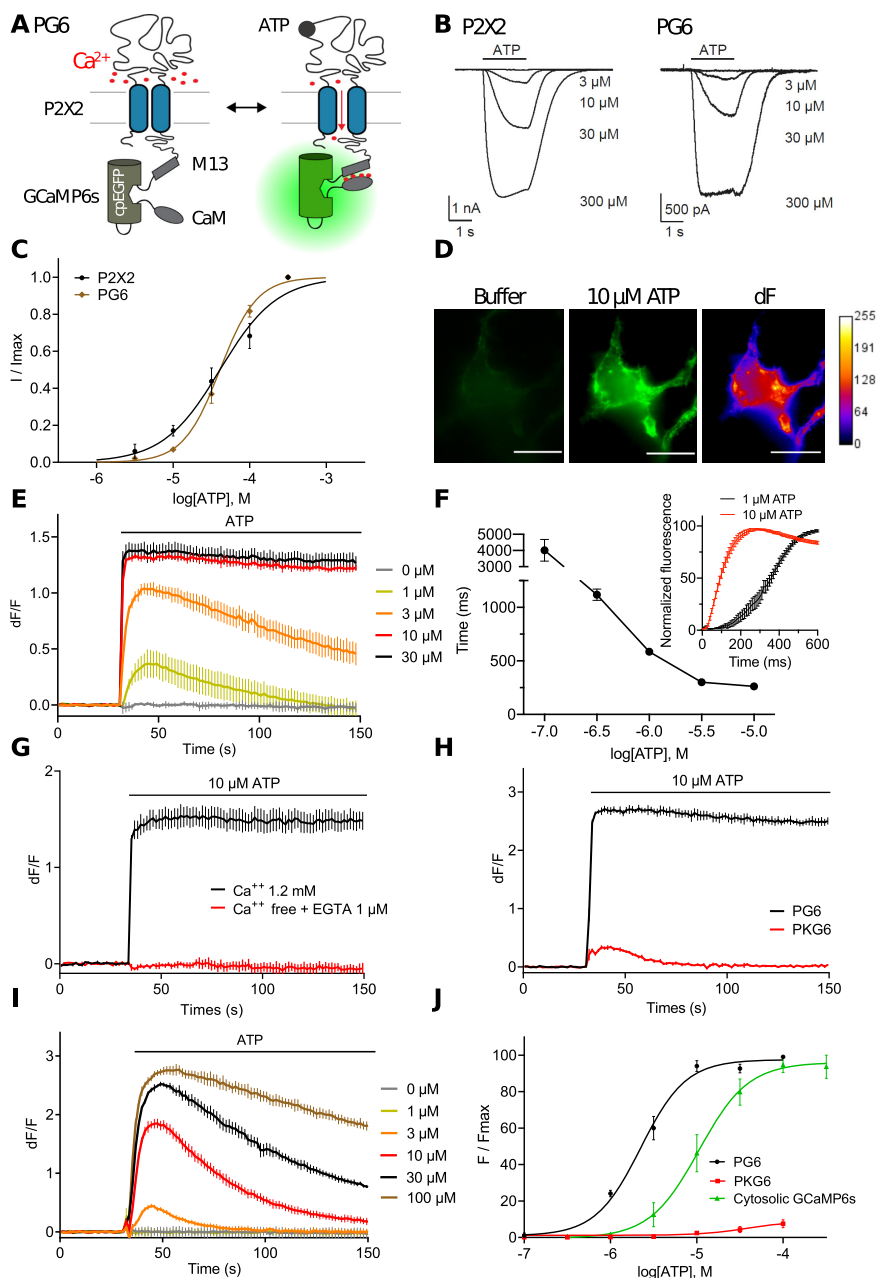 A PG6
Ca2+
P2X2
GCaMP6s
cpEGFP
M13
CaM
ATP
B P2X2 PG6
ATP ATP
3 µM
10 µM
30 µM
300 µM
1 nA
1 s
3 µM
10 µM
30 µM
300 µM
500 pA
1 s
C
P2X2
PG6
I / Imax
1.0
0.8
0.6
0.4
0.2
0.0
-6 -5 -4 -3
log[ATP], M
D
Buffer 10 µM ATP dF
255
191
128
64
0
E
ATP
dF/F
1.5
1.0
0.5
0.0
0 50 100 150
Time (s)
0 µM
1 µM
3 µM
10 µM
30 µM
F
Time (ms)
5000
4000
3000
1000
500
0
-7.0 -6.5 -6.0 -5.5 -5.0
log[ATP], M
1 µM ATP
10 µM ATP
Normalized fluorescence
100
75
50
25
0
0 200 400 600
Time (ms)
G
10 µM ATP
dF/F
2
1
0
Ca++ 1.2 mM
Ca++ free + EGTA 1 µM
0 50 100 150
Times (s)
H
10 µM ATP
dF/F
3
2
1
0
PG6
PKG6
0 50 100 150
Times (s)
I
ATP
dF/F
3
2
1
0
0 50 100 150
Time (s)
0 µM
1 µM
3 µM
10 µM
30 µM
100 µM
J
F / Fmax
100
80
60
40
20
0
PG6
PKG6
Cytosolic GCaMP6s
-7 -6 -5 -4
log[ATP], M